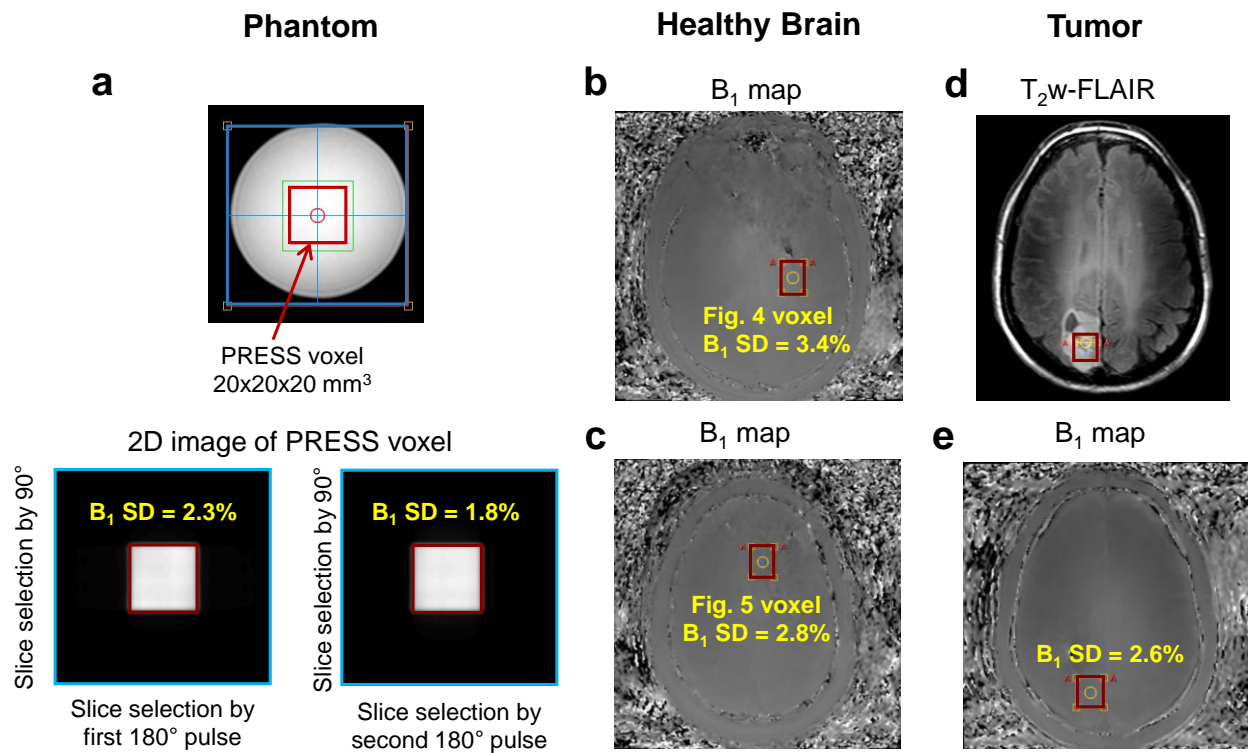 Phantom
Healthy Brain
Tumor
a
PRESS voxel
20x20x20 mm³
2D image of PRESS voxel
Slice selection by 90°
B₁ SD = 2.3%
Slice selection by
first 180° pulse
Slice selection by 90°
B₁ SD = 1.8%
Slice selection by
second 180° pulse
b
B₁ map
A A
Fig. 4 voxel
B₁ SD = 3.4%
c
B₁ map
A A
Fig. 5 voxel
B₁ SD = 2.8%
d
T₂w-FLAIR
A A
e
B₁ map
B₁ SD = 2.6%
A A